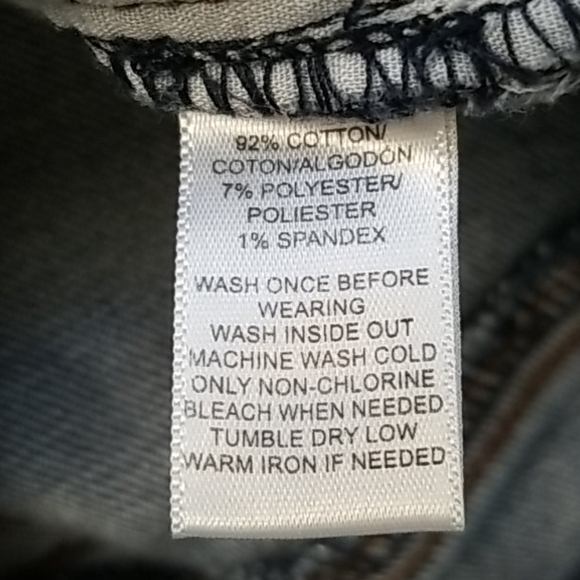 92% COTTON/
COTON/ALGODÓN
7% POLYESTER/
POLIESTER
1% SPANDEX
WASH ONCE BEFORE
WEARING
WASH INSIDE OUT
MACHINE WASH COLD
ONLY NON-CHLORINE
BLEACH WHEN NEEDED
TUMBLE DRY LOW
WARM IRON IF NEEDED